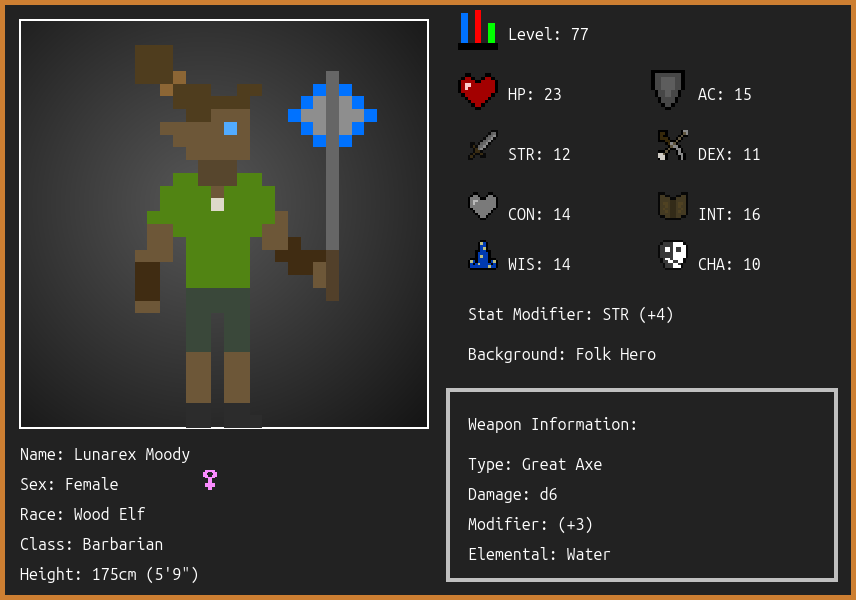 Level: 77
HP: 23
AC: 15
STR: 12
DEX: 11
CON: 14
INT: 16
WIS: 14
CHA: 10
Stat Modifier: STR (+4)
Background: Folk Hero
Name: Lunarex Moody
Sex: Female
Race: Wood Elf
Class: Barbarian
Height: 175cm (5'9")
Weapon Information:
Type: Great Axe
Damage: d6
Modifier: (+3)
Elemental: Water